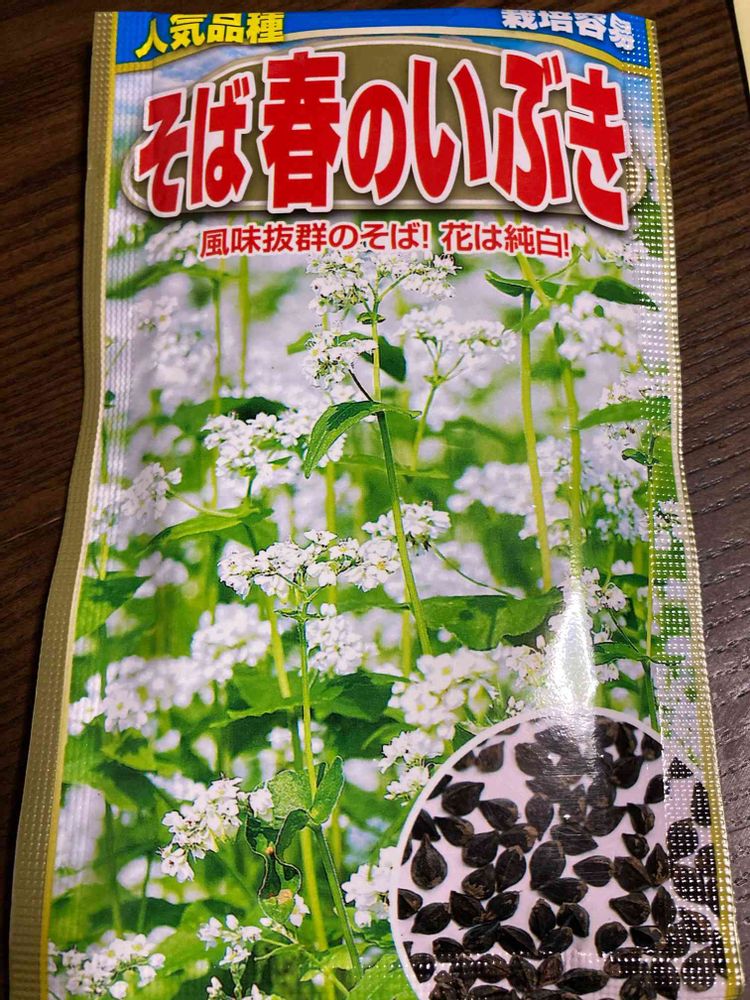 人気品種
栽培容易
そば 春のいぶき
風味抜群のそば! 花は純白!